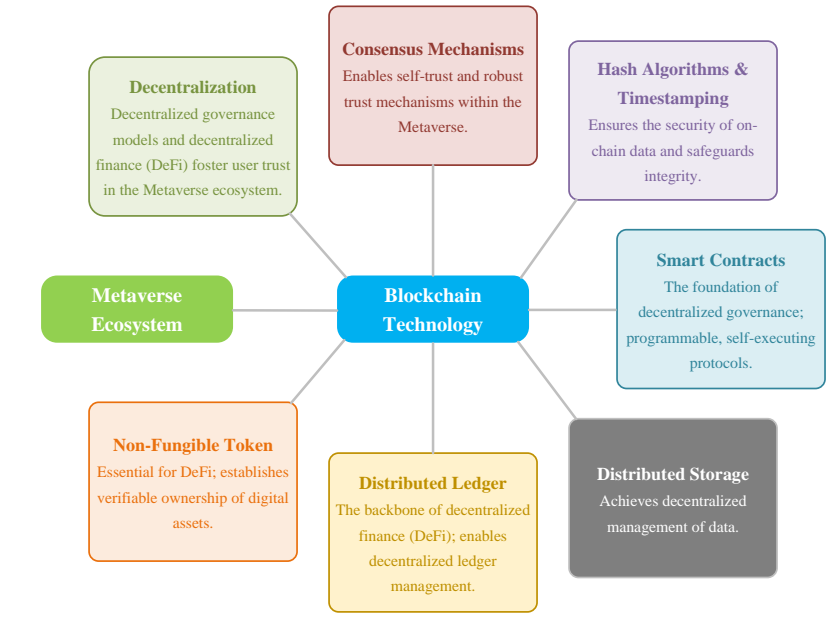 Consensus Mechanisms
Enables self-trust and robust
trust mechanisms within the
Metaverse.
Decentralization
Decentralized governance
models and decentralized
finance (DeFi) foster user trust
in the Metaverse ecosystem.
Hash Algorithms &
Timestamping
Ensures the security of on-
chain data and safeguards
integrity.
Smart Contracts
The foundation of
decentralized governance;
programmable, self-executing
protocols.
Metaverse
Ecosystem
Blockchain
Technology
Non-Fungible Token
Essential for DeFi; establishes
verifiable ownership of digital
assets.
Distributed Ledger
The backbone of decentralized
finance (DeFi); enables
decentralized ledger
management.
Distributed Storage
Achieves decentralized
management of data.